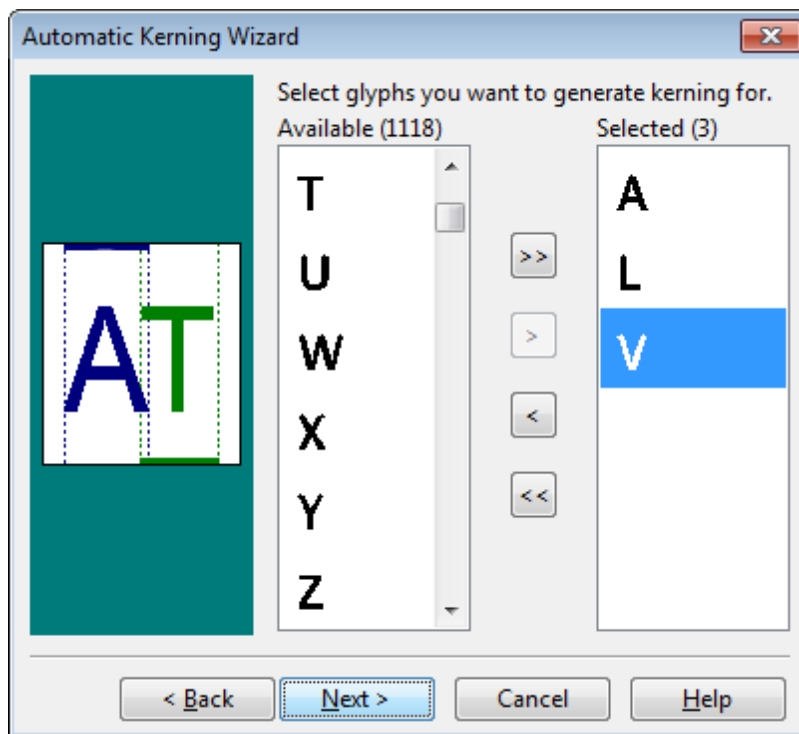 Automatic Kerning Wizard
Select glyphs you want to generate kerning for.
Available (1118)
Selected (3)
AT
T
U
W
X
Y
Z
>>
>
<
<<
A
L
V
< Back
Next >
Cancel
Help